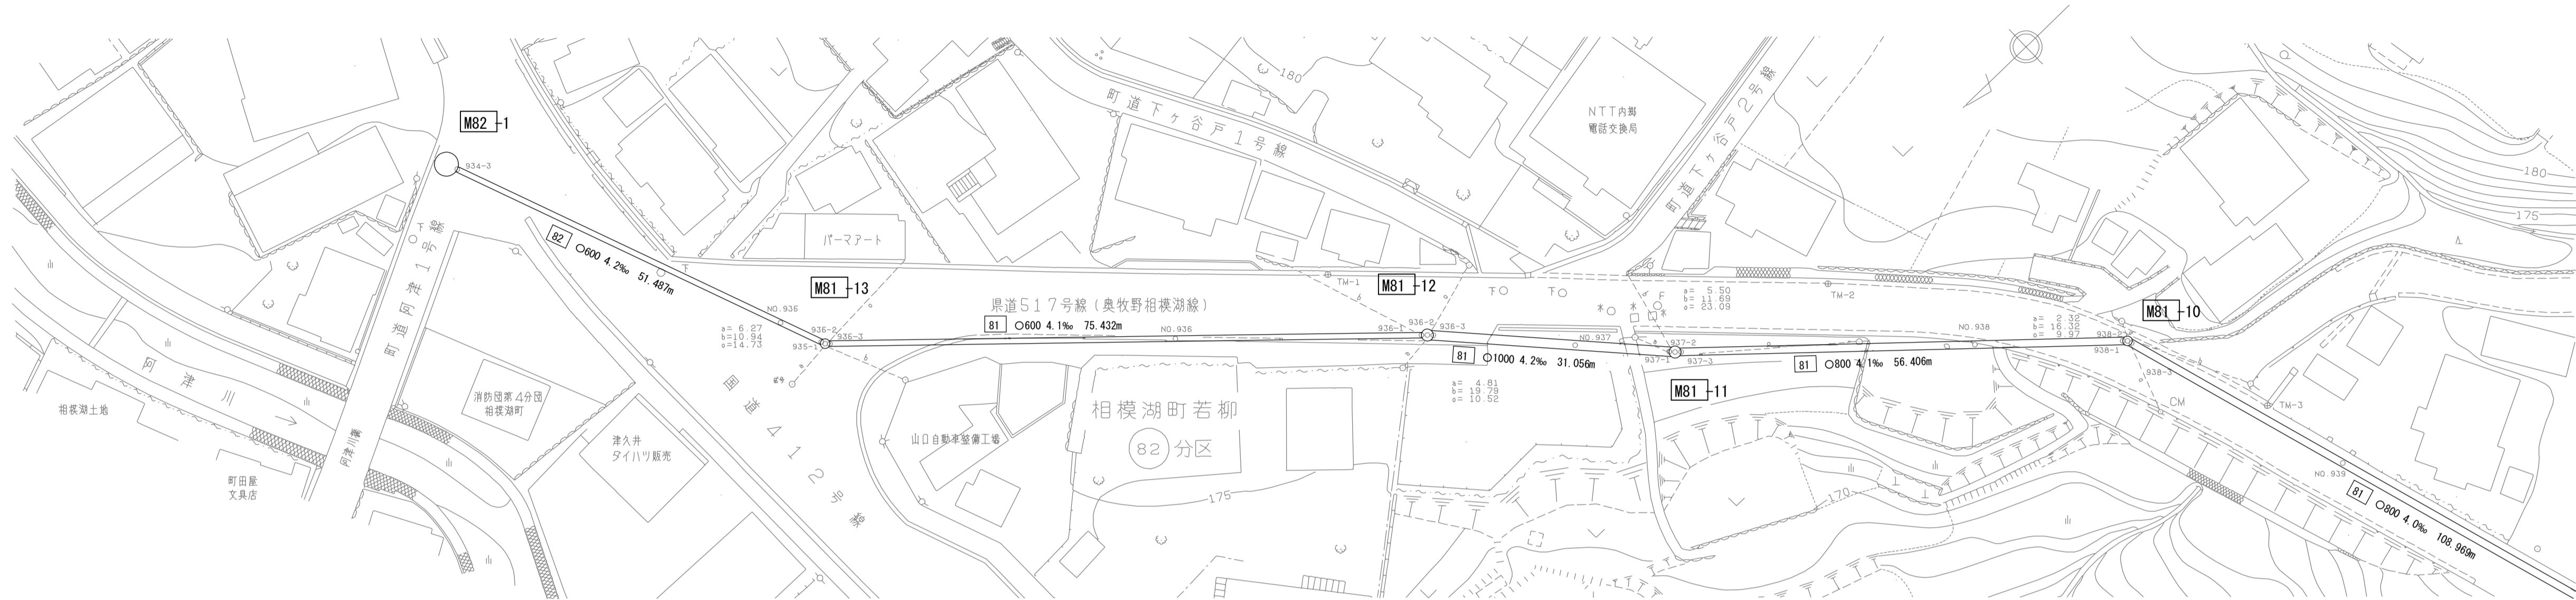 M82 -1
934-3
82 ○600 4.2‰ 51.487m
町道阿津1号線
阿津川
阿津川橋
相模湖土地
町田屋
文具店
消防団第4分団
相模湖町
津久井
ダイハツ販売
国道412号線
パーマアート
M81 -13
NO.935
936-2
936-3
935-1
a= 6.27
b=10.94
c=14.73
県道517号線（奥牧野相模湖線）
81 ○600 4.1‰ 75.432m
NO.936
山口自動車整備工場
相模湖町若柳
82 分区
175
町道下ヶ谷戸1号線
180
TM-1
M81 -12
936-1
936-2
936-3
81 ○1000 4.2‰ 31.056m
NO.937
a= 4.81
b= 19.79
c= 10.52
NTT内郷
電話交換局
町道下ヶ谷戸2号線
a= 5.50
b= 11.69
c= 23.09
937-1
937-2
937-3
M81 -11
81 ○800 4.1‰ 56.406m
NO.938
TM-2
170
M81 -10
a= 2.32
b= 16.32
c= 9.97
938-2
938-1
938-3
CM
TM-3
NO.939
81 ○800 4.0‰ 108.969m
180
175